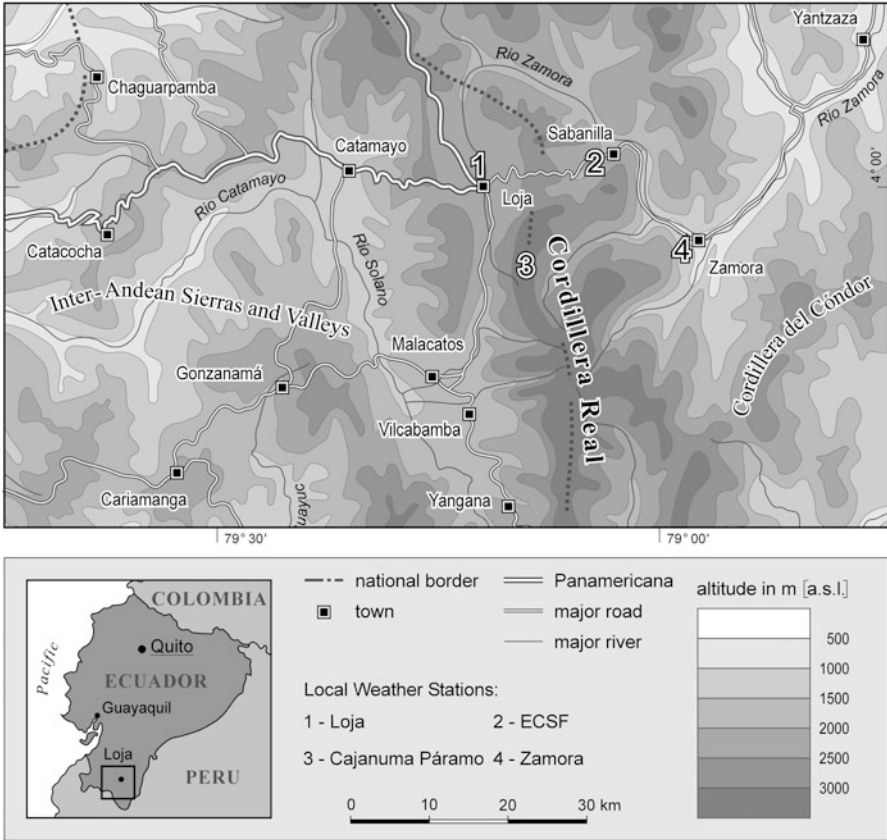 Yantzaza
Rio Zamora
Rio Zamora
Chaguarpamba
Sabanilla
Catamayo
1
2
4° 00'
Rio Catamayo
Loja
Catacocha
Rio Solano
Cordillera Real
3
4
Zamora
Inter- Andean Sierras and Valleys
Cordillera del Cóndor
Malacatos
Gonzanamá
Vilcabamba
Cariamanga
Yangana
79° 30'
79° 00'
COLOMBIA
Pacific
Quito
ECUADOR
Guayaquil
Loja
PERU
national border
town
Panamericana
major road
major river
Local Weather Stations:
1 - Loja
2 - ECSF
3 - Cajanuma Páramo
4 - Zamora
0 10 20 30 km
altitude in m [a.s.l.]
500
1000
1500
2000
2500
3000